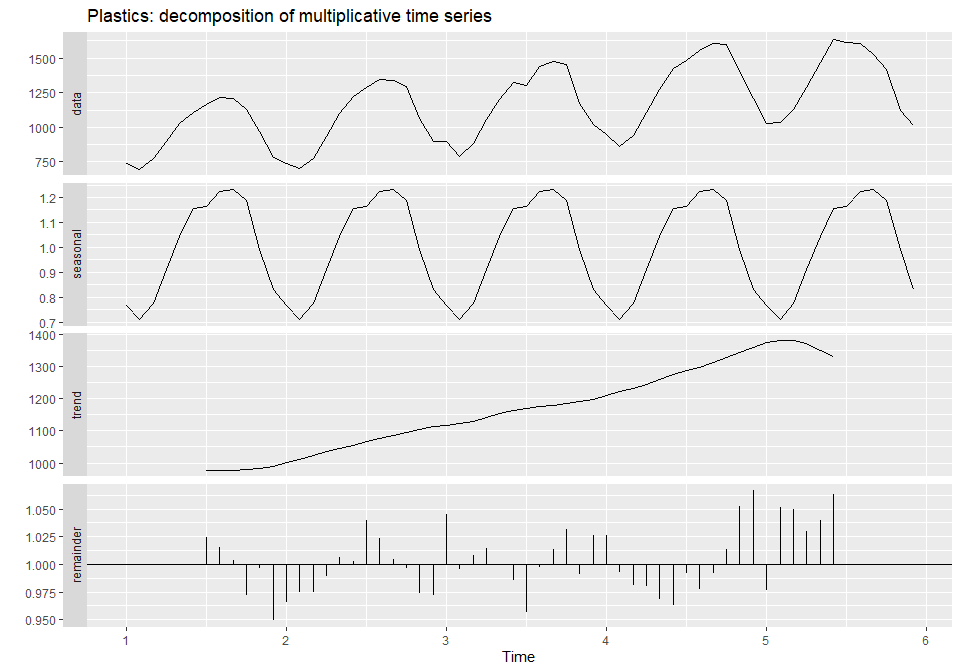 Plastics: decomposition of multiplicative time series
data
1500
1250
1000
750
seasonal
1.2
1.1
1.0
0.9
0.8
0.7
trend
1400
1300
1200
1100
1000
remainder
1.050
1.025
1.000
0.975
0.950
1 2 3 4 5 6
Time